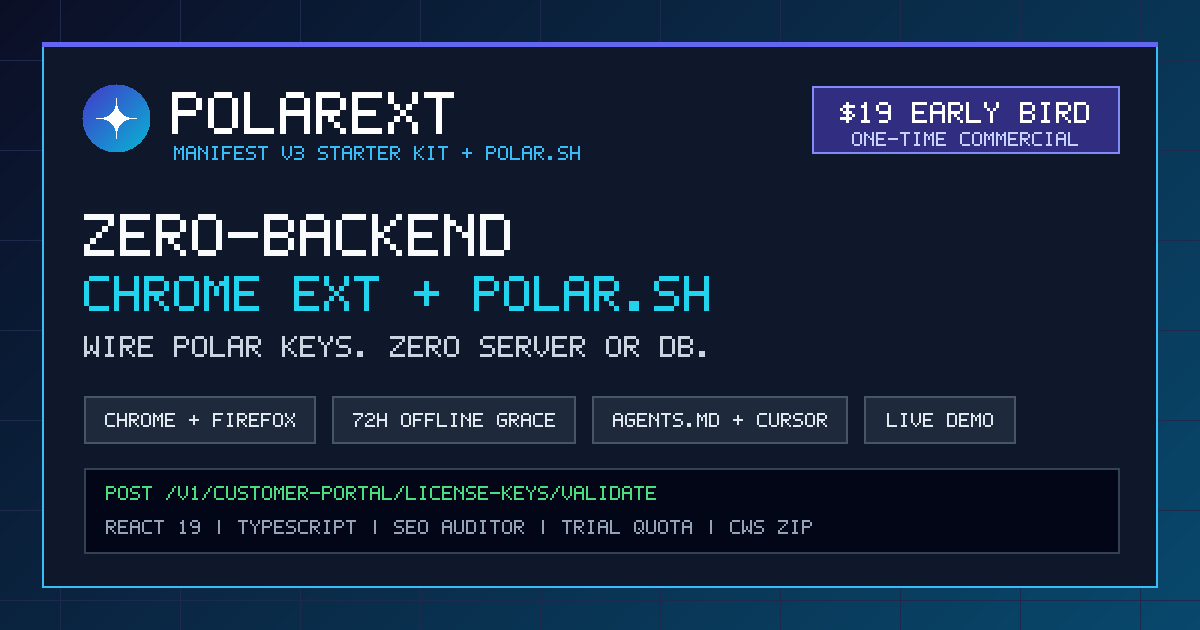 POLAREXT
MANIFEST V3 STARTER KIT + POLAR.SH
$19 EARLY BIRD
ONE-TIME COMMERCIAL
ZERO-BACKEND
CHROME EXT + POLAR.SH
WIRE POLAR KEYS. ZERO SERVER OR DB.
CHROME + FIREFOX
72H OFFLINE GRACE
AGENTS.MD + CURSOR
LIVE DEMO
POST /V1/CUSTOMER-PORTAL/LICENSE-KEYS/VALIDATE
REACT 19 | TYPESCRIPT | SEO AUDITOR | TRIAL QUOTA | CWS ZIP